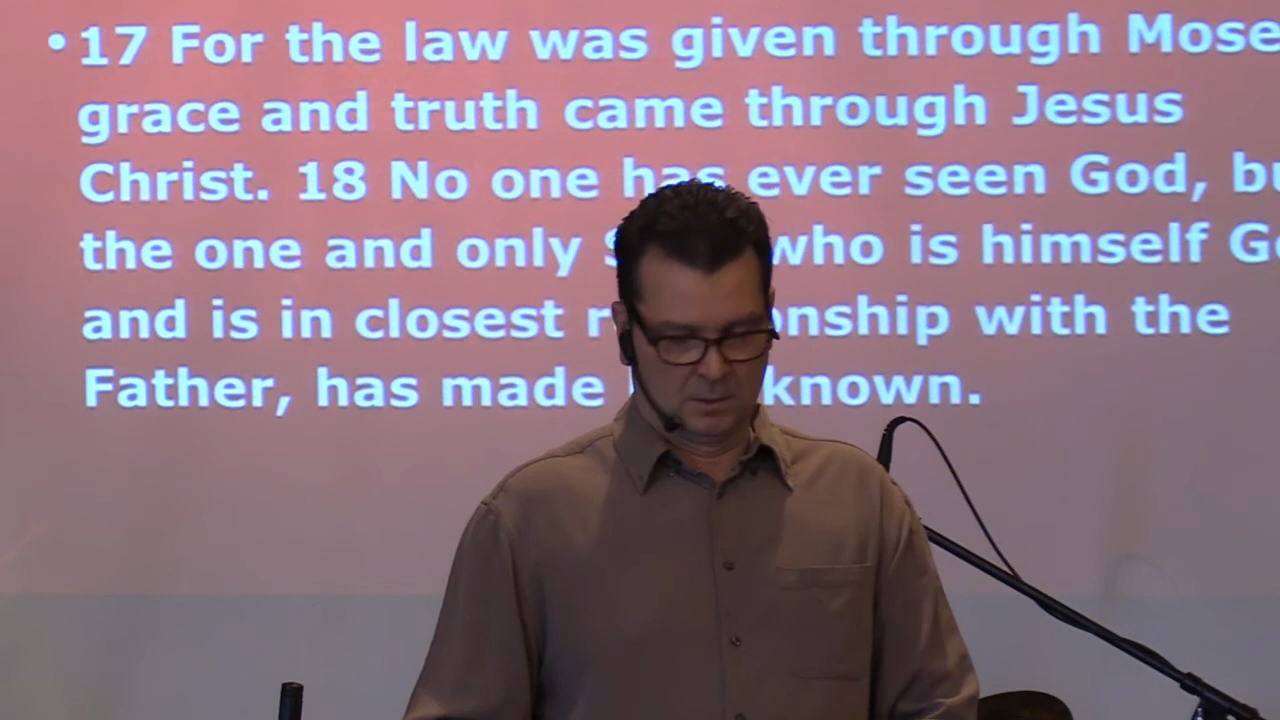 • 17 For the law was given through Mose
grace and truth came through Jesus
Christ. 18 No one has ever seen God, bu
the one and only who is himself G
and is in closest with the
Father, has made known.